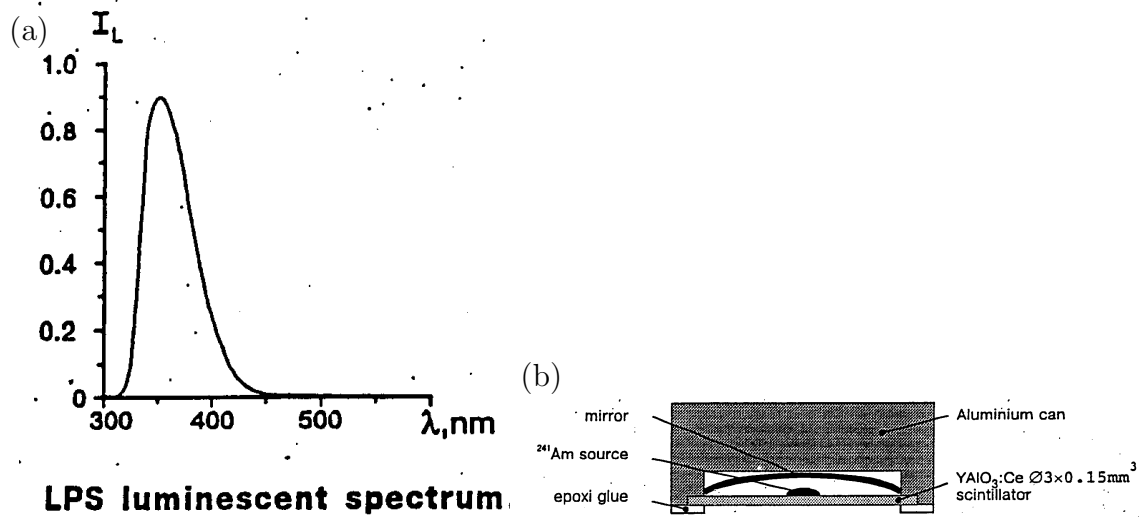 (a)
I_L
1.0
0.8
0.6
0.4
0.2
0
300
400
500
λ,nm
LPS luminescent spectrum
(b)
mirror
²⁴¹Am source
epoxi glue
Aluminium can
YAlO₃:Ce Ø3×0.15mm³
scintillator